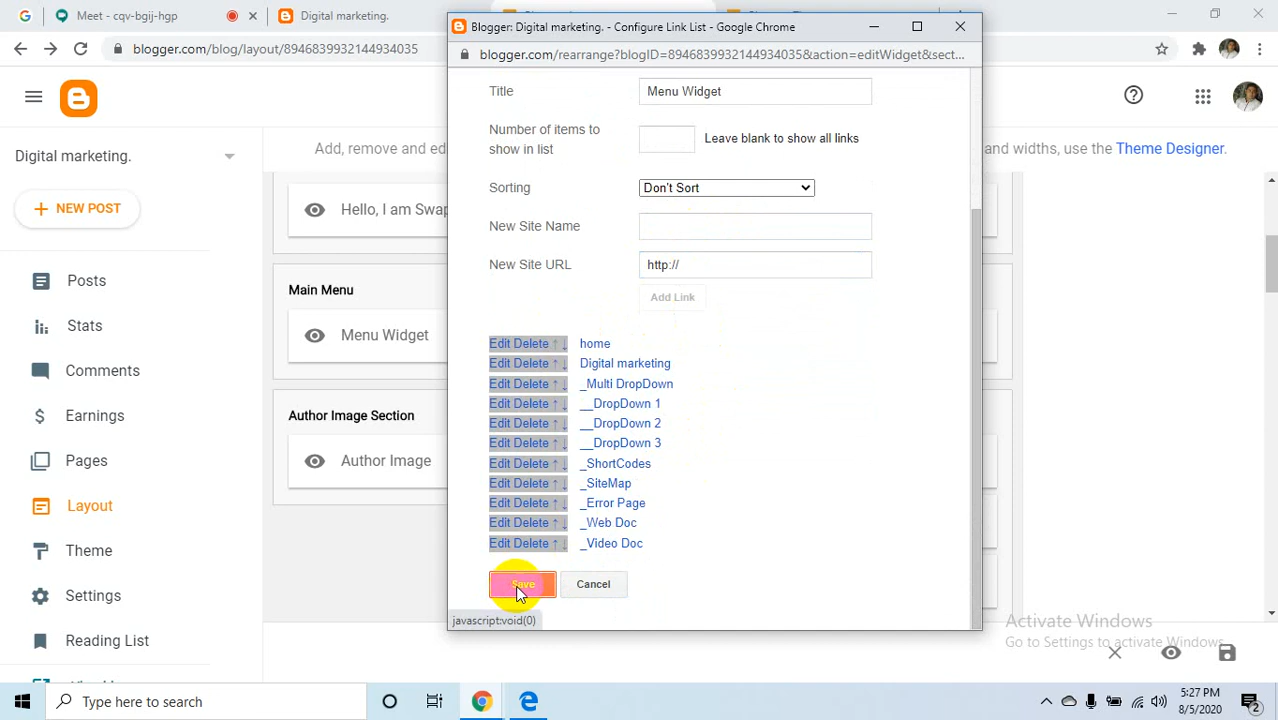 Meet - cqv-bgij-hgp
Digital marketing.
Blogger: Digital marketing. - Configure Link List - Google Chrome
blogger.com/blog/layout/8946839932144934035
blogger.com/rearrange?blogID=8946839932144934035&action=editWidget&sect...
Digital marketing.
NEW POST
Posts
Stats
Comments
Earnings
Pages
Layout
Theme
Settings
Reading List
Add, remove and ed
and widths, use the Theme Designer.
Hello, I am Swap
Main Menu
Menu Widget
Author Image Section
Author Image
Title
Menu Widget
Number of items to
show in list
Leave blank to show all links
Sorting
Don't Sort
New Site Name
New Site URL
http://
Add Link
Edit Delete ↑ ↓ home
Edit Delete ↑ ↓ Digital marketing
Edit Delete ↑ ↓ _Multi DropDown
Edit Delete ↑ ↓ __DropDown 1
Edit Delete ↑ ↓ __DropDown 2
Edit Delete ↑ ↓ __DropDown 3
Edit Delete ↑ ↓ _ShortCodes
Edit Delete ↑ ↓ _SiteMap
Edit Delete ↑ ↓ _Error Page
Edit Delete ↑ ↓ _Web Doc
Edit Delete ↑ ↓ _Video Doc
Save
Cancel
javascript:void(0)
Activate Windows
Go to Settings to activate Windows.
Type here to search
5:27 PM
8/5/2020
2